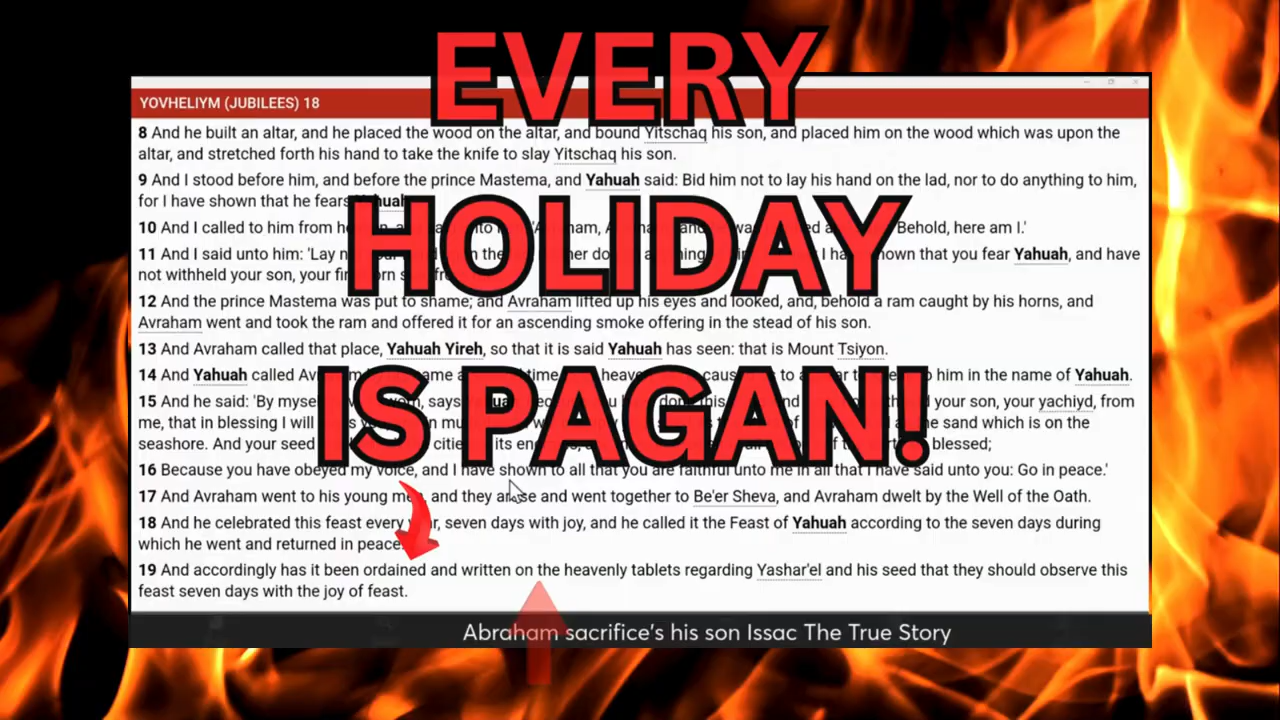 EVERY
HOLIDAY
IS PAGAN!
YOVHELIYM (JUBILEES) 18
8 And he built an altar, and he placed the wood on the altar, and bound Yitschaq his son, and placed him on the wood which was upon the
altar, and stretched forth his hand to take the knife to slay Yitschaq his son.
9 And I stood before him, and before the prince Mastema, and Yahuah said: Bid him not to lay his hand on the lad, nor to do anything to him,
for I have shown that he fears
10 And I called to him from Behold, here am I.'
11 And I said unto him: 'Lay that you fear Yahuah, and have
not withheld your son, your
12 And the prince Mastema was put to shame; and Avraham lifted up his eyes and looked, and, behold a ram caught by his horns, and
Avraham went and took the ram and offered it for an ascending smoke offering in the stead of his son.
13 And Avraham called that place, Yahuah Yireh, so that it is said Yahuah has seen: that is Mount Tsiyon.
14 And Yahuah called him in the name of Yahuah.
15 And he said: 'By says your son, your yachiyd, from
me, that in blessing I will the sand which is on the
seashore. And your seed blessed;
16 Because you have obeyed my voice, and I have shown to all that you are faithful unto me in all that I have said unto you: Go in peace.'
17 And Avraham went to his young and they arose and went together to Be'er Sheva, and Avraham dwelt by the Well of the Oath.
18 And he celebrated this feast every seven days with joy, and he called it the Feast of Yahuah according to the seven days during
which he went and returned in peace.
19 And accordingly has it been ordained and written on the heavenly tablets regarding Yashar'el and his seed that they should observe this
feast seven days with the joy of feast.
Abraham sacrifice's his son Issac The True Story